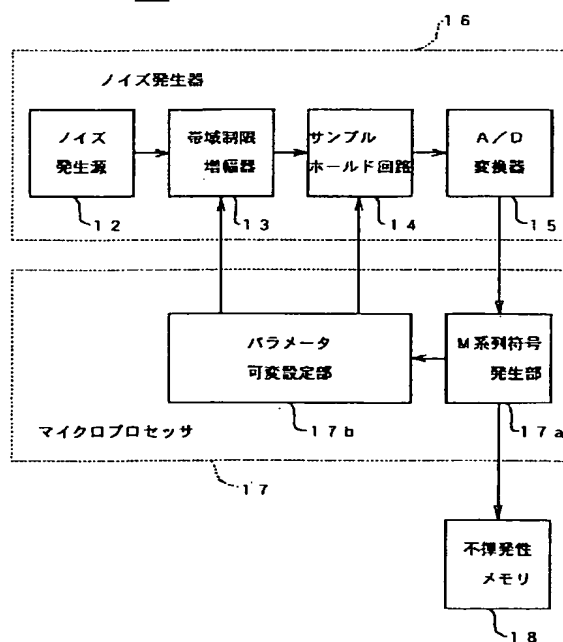 16
ノイズ発生器
ノイズ
発生源
帯域制限
増幅器
サンプル
ホールド回路
A/D
変換器
12
13
14
15
パラメータ
可変設定部
M系列符号
発生部
17b
17a
マイクロプロセッサ
17
不揮発性
メモリ
18